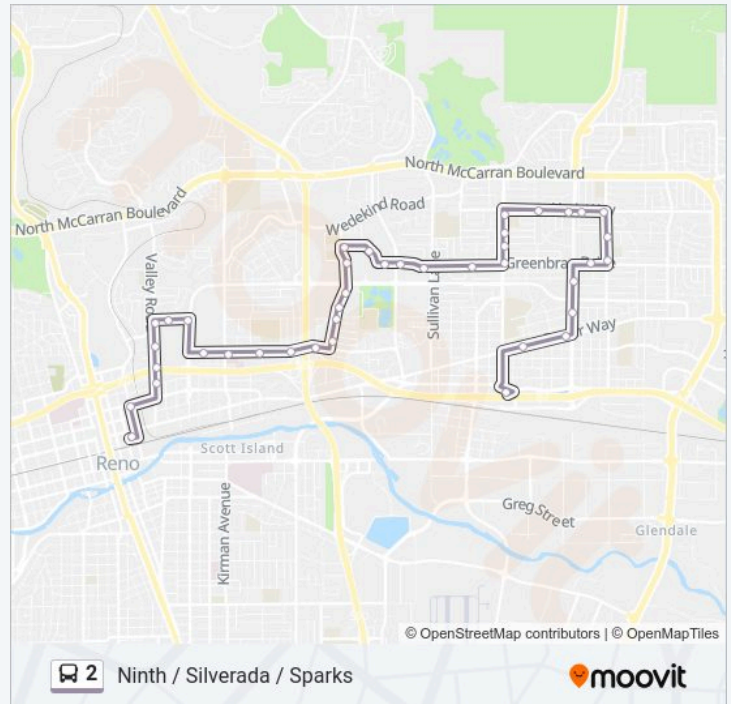 North McCarran Boulevard
Wedekind Road
North McCarran Boulevard
Valley Ro
Sullivan Lane
Greenbra
r Way
Scott Island
Reno
Kirman Avenue
Greg Street
Glendale
© OpenStreetMap contributors | © OpenMapTiles
2 Ninth / Silverada / Sparks
moovit